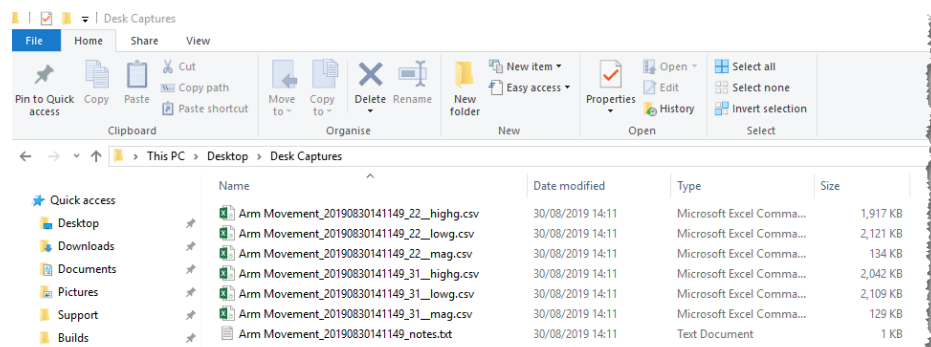 Desk Captures
File Home Share View
Pin to Quick access
Copy
Paste
Cut
Copy path
Paste shortcut
Move to
Copy to
Delete
Rename
New folder
New item
Easy access
Properties
Open
Edit
History
Select all
Select none
Invert selection
Clipboard Organise New Open Select
This PC > Desktop > Desk Captures
Name Date modified Type Size
Quick access
Desktop
Downloads
Documents
Pictures
Support
Builds
Arm Movement_20190830141149_22__highg.csv 30/08/2019 14:11 Microsoft Excel Comma... 1,917 KB
Arm Movement_20190830141149_22__lowg.csv 30/08/2019 14:11 Microsoft Excel Comma... 2,121 KB
Arm Movement_20190830141149_22__mag.csv 30/08/2019 14:11 Microsoft Excel Comma... 134 KB
Arm Movement_20190830141149_31__highg.csv 30/08/2019 14:11 Microsoft Excel Comma... 2,042 KB
Arm Movement_20190830141149_31__lowg.csv 30/08/2019 14:11 Microsoft Excel Comma... 2,109 KB
Arm Movement_20190830141149_31__mag.csv 30/08/2019 14:11 Microsoft Excel Comma... 129 KB
Arm Movement_20190830141149_notes.txt 30/08/2019 14:11 Text Document 1 KB